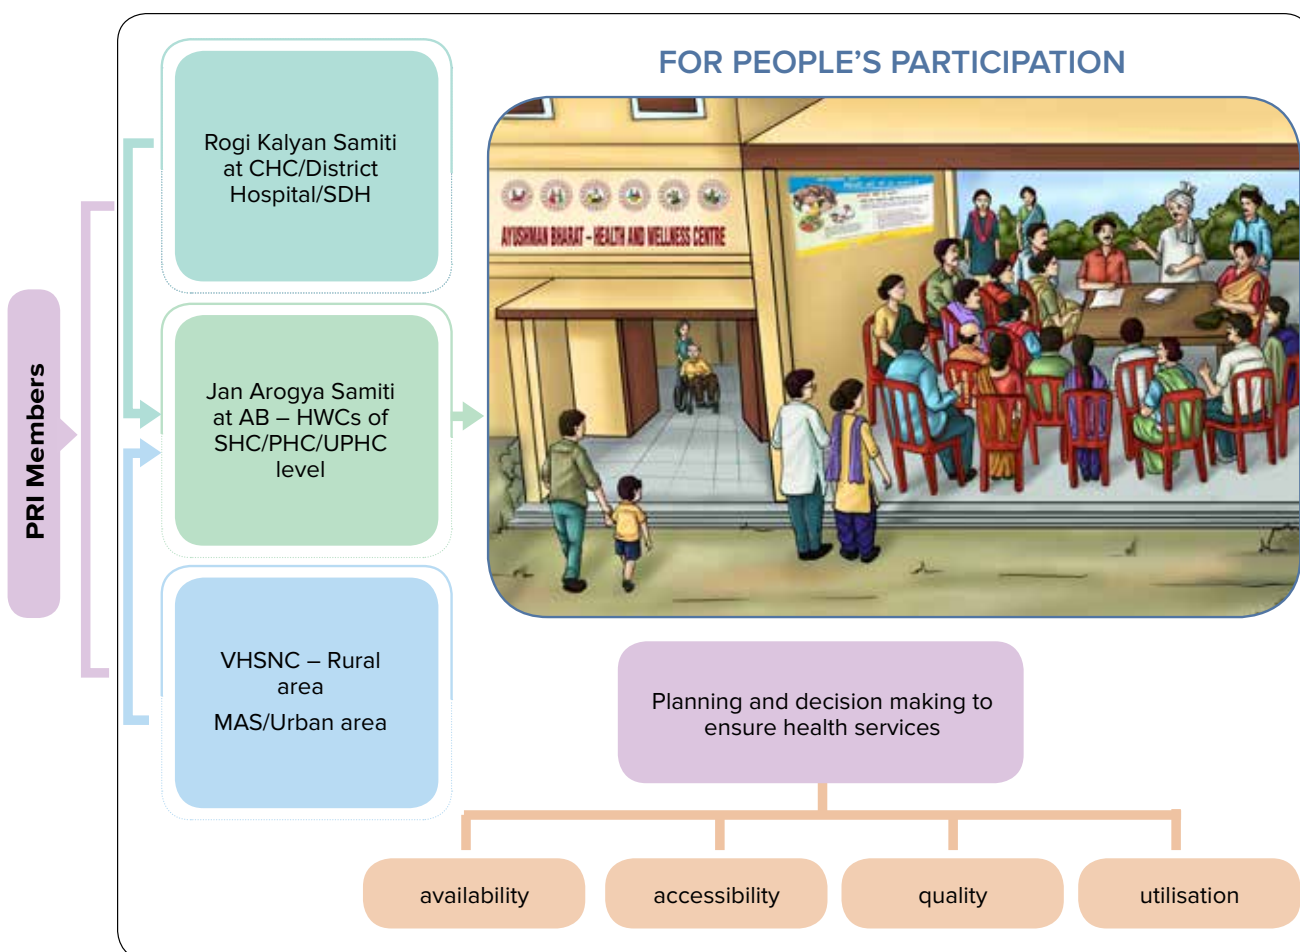 FOR PEOPLE'S PARTICIPATION
PRI Members
Rogi Kalyan Samiti
at CHC/District
Hospital/SDH
Jan Arogya Samiti
at AB – HWCs of
SHC/PHC/UPHC
level
VHSNC – Rural
area
MAS/Urban area
AYUSHMAN BHARAT – HEALTH AND WELLNESS CENTRE
Planning and decision making to
ensure health services
availability
accessibility
quality
utilisation